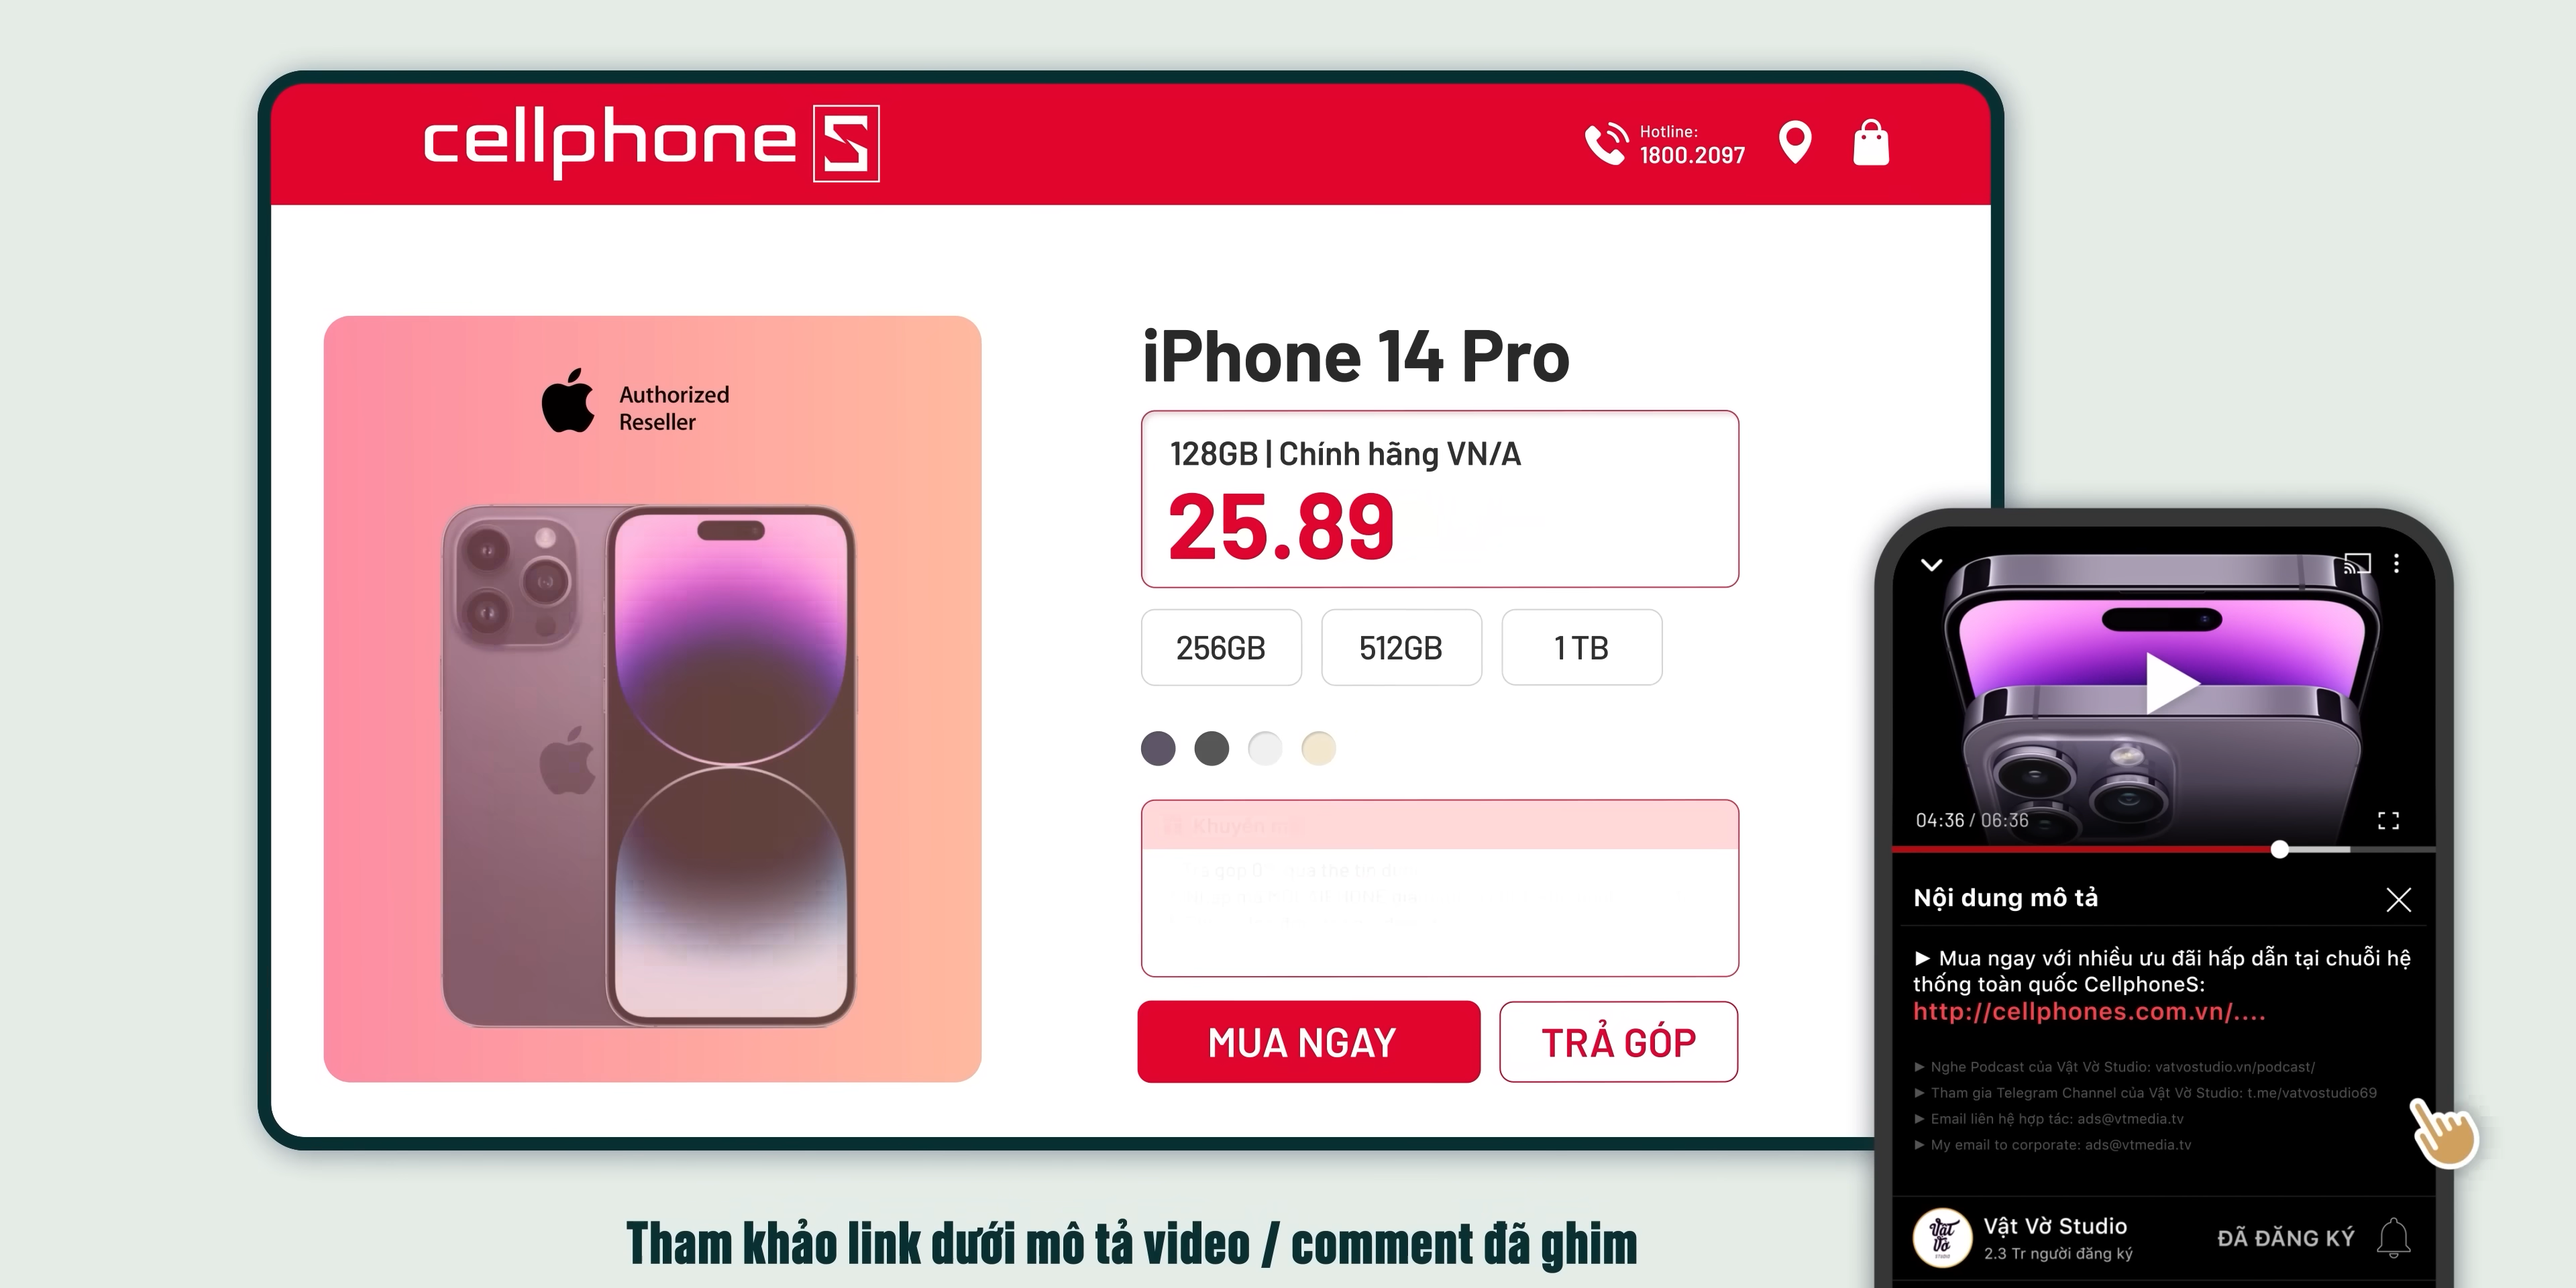 cellphone S
Hotline:
1800.2097
Authorized
Reseller
iPhone 14 Pro
128GB | Chính hãng VN/A
25.89
256GB
512GB
1 TB
Khuyến
MUA NGAY
TRẢ GÓP
04:36 / 06:36
Nội dung mô tả
► Mua ngay với nhiều ưu đãi hấp dẫn tại chuỗi hệ
thống toàn quốc CellphoneS:
http://cellphones.com.vn/....
► Nghe Podcast của Vật Vờ Studio: vatvostudio.vn/podcast/
► Tham gia Telegram Channel của Vật Vờ Studio: t.me/vatvostudio69
► Email liên hệ hợp tác: ads@vtmedia.tv
► My email to corporate: ads@vtmedia.tv
Vật Vờ STUDIO
Vật Vờ Studio
2.3 Tr người đăng ký
ĐÃ ĐĂNG KÝ
Tham khảo link dưới mô tả video / comment đã ghim